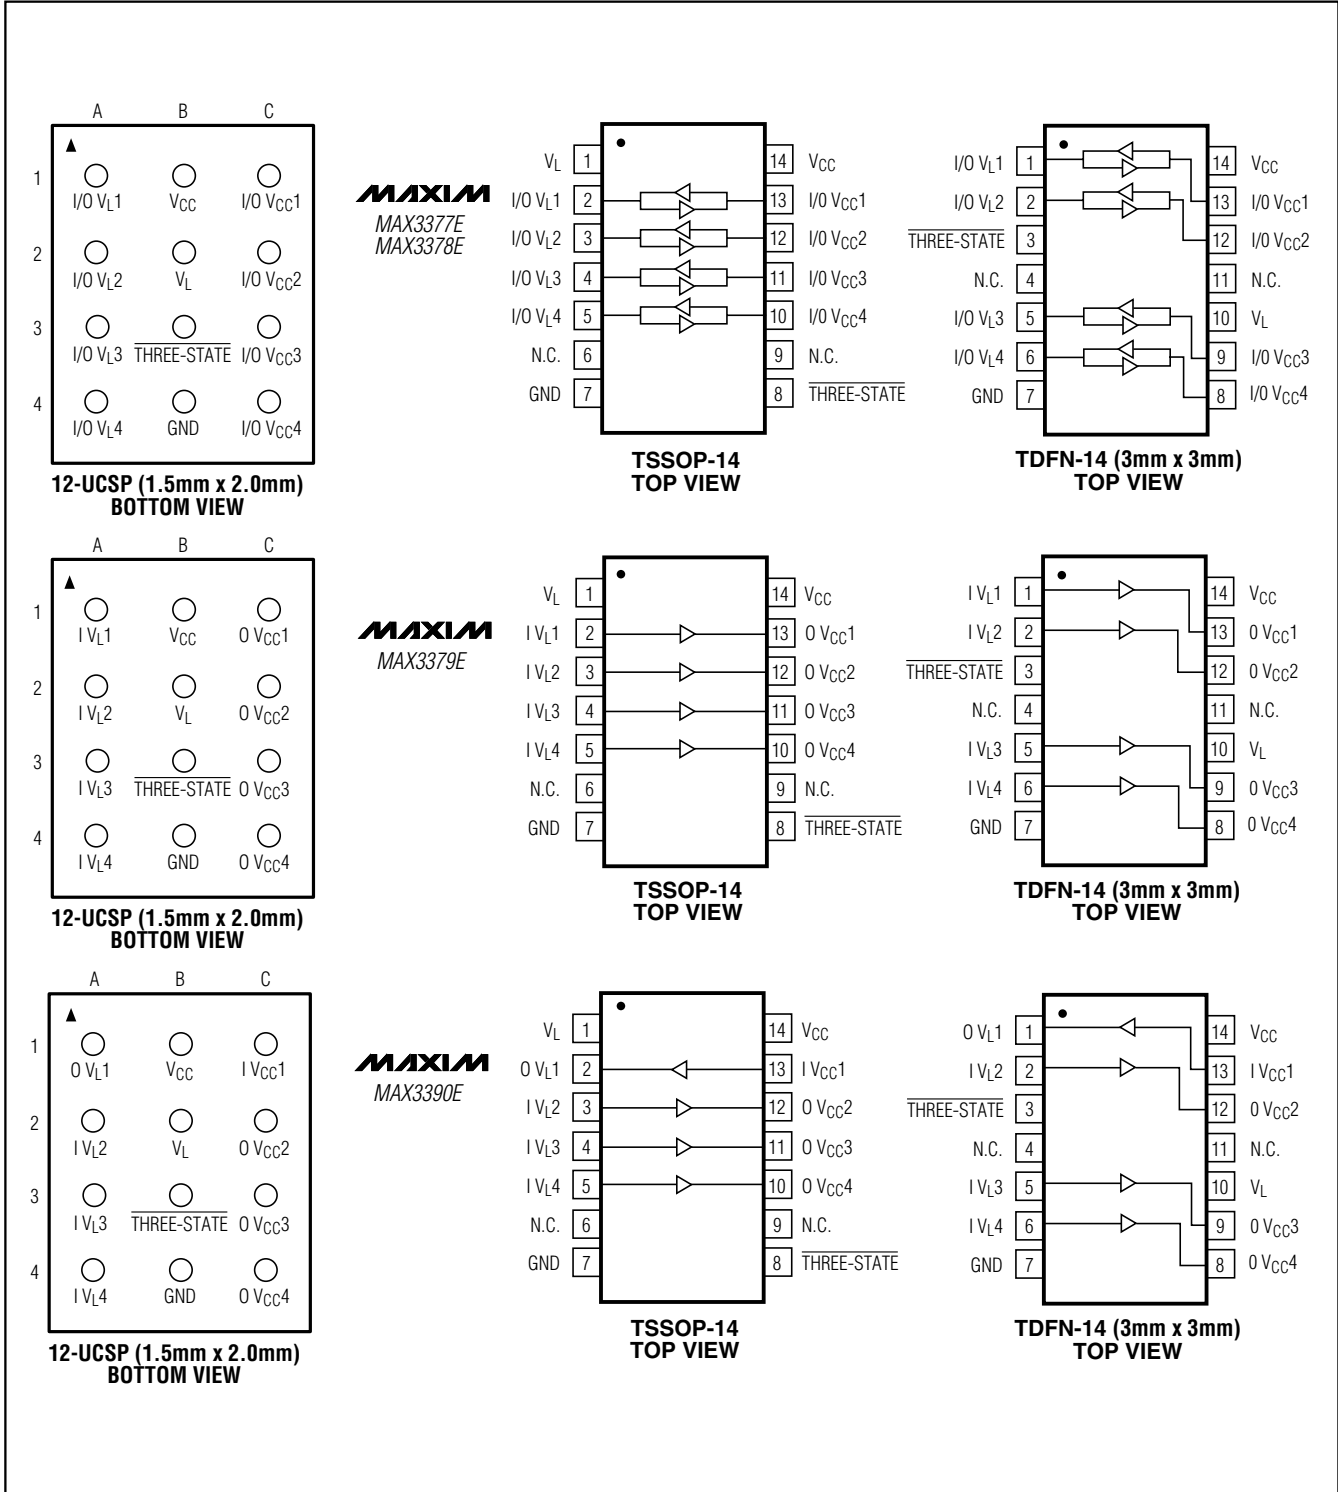 A B C
1 2 3 4
I/O VL1 VCC I/O VCC1
I/O VL2 VL I/O VCC2
I/O VL3 THREE-STATE I/O VCC3
I/O VL4 GND I/O VCC4
12-UCSP (1.5mm x 2.0mm)
BOTTOM VIEW
MAXIM
MAX3377E
MAX3378E
VL 1 14 VCC
I/O VL1 2 13 I/O VCC1
I/O VL2 3 12 I/O VCC2
I/O VL3 4 11 I/O VCC3
I/O VL4 5 10 I/O VCC4
N.C. 6 9 N.C.
GND 7 8 THREE-STATE
TSSOP-14
TOP VIEW
I/O VL1 1 14 VCC
I/O VL2 2 13 I/O VCC1
THREE-STATE 3 12 I/O VCC2
N.C. 4 11 N.C.
I/O VL3 5 10 VL
I/O VL4 6 9 I/O VCC3
GND 7 8 I/O VCC4
TDFN-14 (3mm x 3mm)
TOP VIEW
A B C
1 2 3 4
I VL1 VCC O VCC1
I VL2 VL O VCC2
I VL3 THREE-STATE O VCC3
I VL4 GND O VCC4
12-UCSP (1.5mm x 2.0mm)
BOTTOM VIEW
MAXIM
MAX3379E
VL 1 14 VCC
I VL1 2 13 O VCC1
I VL2 3 12 O VCC2
I VL3 4 11 O VCC3
I VL4 5 10 O VCC4
N.C. 6 9 N.C.
GND 7 8 THREE-STATE
TSSOP-14
TOP VIEW
I VL1 1 14 VCC
I VL2 2 13 O VCC1
THREE-STATE 3 12 O VCC2
N.C. 4 11 N.C.
I VL3 5 10 VL
I VL4 6 9 O VCC3
GND 7 8 O VCC4
TDFN-14 (3mm x 3mm)
TOP VIEW
A B C
1 2 3 4
O VL1 VCC I VCC1
I VL2 VL O VCC2
I VL3 THREE-STATE O VCC3
I VL4 GND O VCC4
12-UCSP (1.5mm x 2.0mm)
BOTTOM VIEW
MAXIM
MAX3390E
VL 1 14 VCC
O VL1 2 13 I VCC1
I VL2 3 12 O VCC2
I VL3 4 11 O VCC3
I VL4 5 10 O VCC4
N.C. 6 9 N.C.
GND 7 8 THREE-STATE
TSSOP-14
TOP VIEW
O VL1 1 14 VCC
I VL2 2 13 I VCC1
THREE-STATE 3 12 O VCC2
N.C. 4 11 N.C.
I VL3 5 10 VL
I VL4 6 9 O VCC3
GND 7 8 O VCC4
TDFN-14 (3mm x 3mm)
TOP VIEW